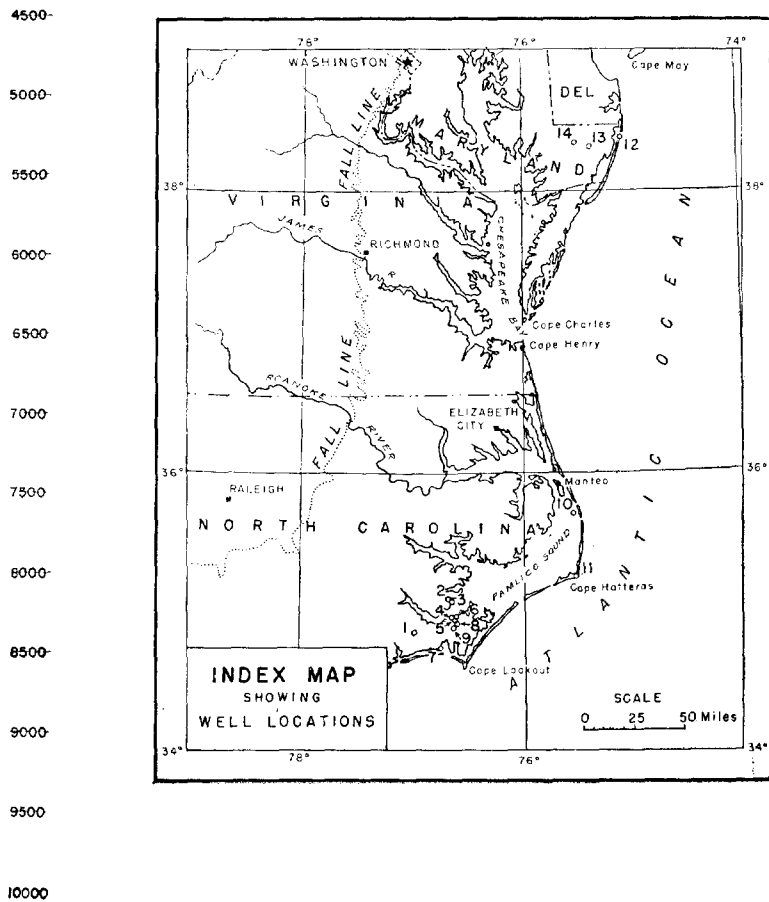 4500-
5000-
5500-
6000-
6500-
7000-
7500-
8000-
8500-
9000-
9500
10000
78°
76°
74°
WASHINGTON
Cape May
DEL
FALL LINE
MARYLAND
14
13
12
38°
38°
VIRGINIA
JAMES
R
RICHMOND
CHESAPEAKE BAY
Cape Charles
Cape Henry
ATLANTIC OCEAN
ROANOKE
RIVER
FALL LINE
ELIZABETH
CITY
36°
36°
Manteo
RALEIGH
10
NORTH CAROLINA
PAMLICO SOUND
11
Cape Hatteras
2
3
4
6
1
5
8
9
7
Cape Lookout
INDEX MAP
SHOWING
WELL LOCATIONS
SCALE
0 25 50 Miles
34°
78°
76°
74°